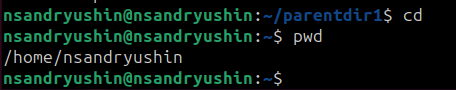 nsandryushin@nsandryushin:~/parentdir1$ cd
nsandryushin@nsandryushin:~$ pwd
/home/nsandryushin
nsandryushin@nsandryushin:~$